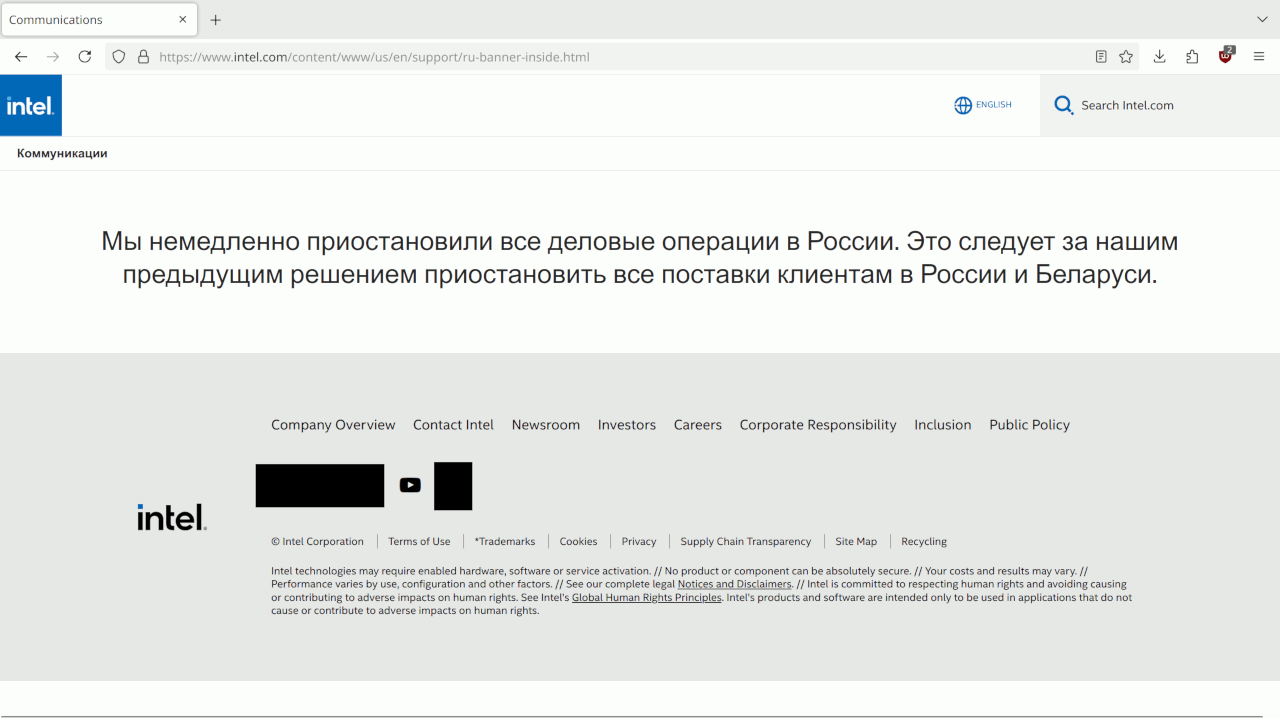 Communications
https://www.intel.com/content/www/us/en/support/ru-banner-inside.html
2
intel.
ENGLISH
Search Intel.com
Коммуникации
Мы немедленно приостановили все деловые операции в России. Это следует за нашим
предыдущим решением приостановить все поставки клиентам в России и Беларуси.
Company Overview Contact Intel Newsroom Investors Careers Corporate Responsibility Inclusion Public Policy
intel.
© Intel Corporation Terms of Use *Trademarks Cookies Privacy Supply Chain Transparency Site Map Recycling
Intel technologies may require enabled hardware, software or service activation. // No product or component can be absolutely secure. // Your costs and results may vary. //
Performance varies by use, configuration and other factors. // See our complete legal Notices and Disclaimers. // Intel is committed to respecting human rights and avoiding causing
or contributing to adverse impacts on human rights. See Intel's Global Human Rights Principles. Intel's products and software are intended only to be used in applications that do not
cause or contribute to adverse impacts on human rights.